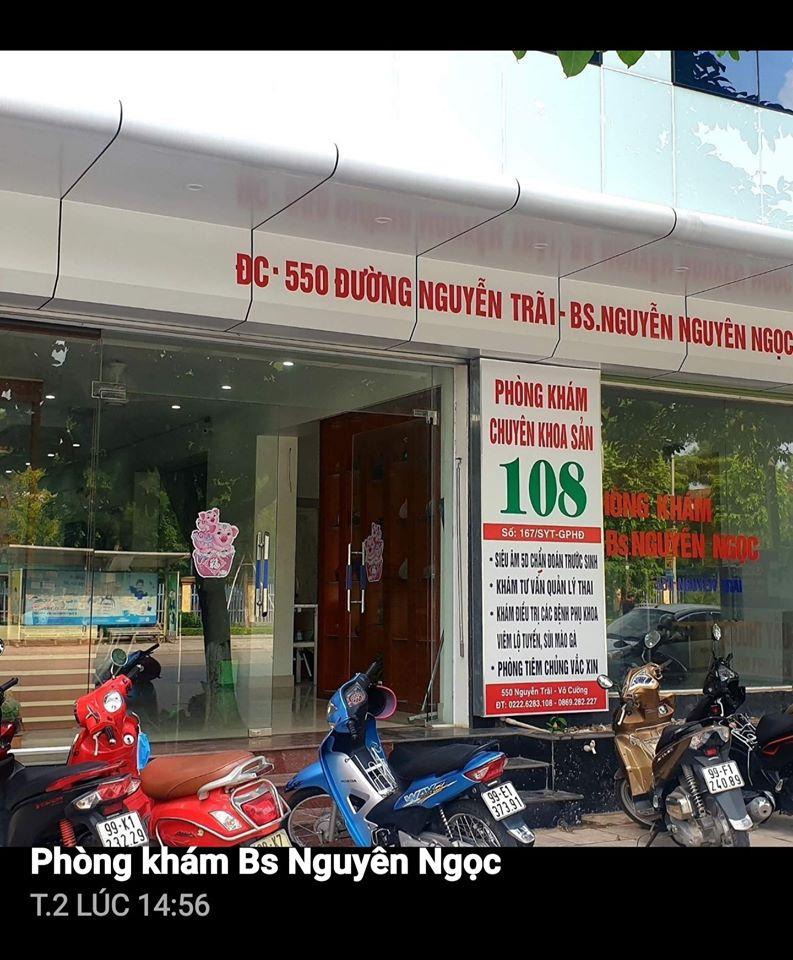 ĐC· 550 ĐƯỜNG NGUYỄN TRÃI - BS.NGUYỄN NGUYÊN NGỌC
PHÒNG KHÁM
CHUYÊN KHOA SẢN
108
Số: 167/SYT-GPHĐ
• SIÊU ÂM 5D CHẨN ĐOÁN TRƯỚC SINH
• KHÁM TƯ VẤN QUẢN LÝ THAI
• KHÁM ĐIỀU TRỊ CÁC BỆNH PHỤ KHOA
VIÊM LỘ TUYẾN, SÙI MÀO GÀ
• PHÒNG TIÊM CHỦNG VẮC XIN
550 Nguyễn Trãi - Võ Cường
ĐT: 0222.6283.108 - 0869.282.227
PHÒNG KHÁM
Bs NGUYÊN NGỌC
99-K1
232.29
99-E1
373.91
99-F1
240.89
Phòng khám Bs Nguyên Ngọc
T.2 LÚC 14:56